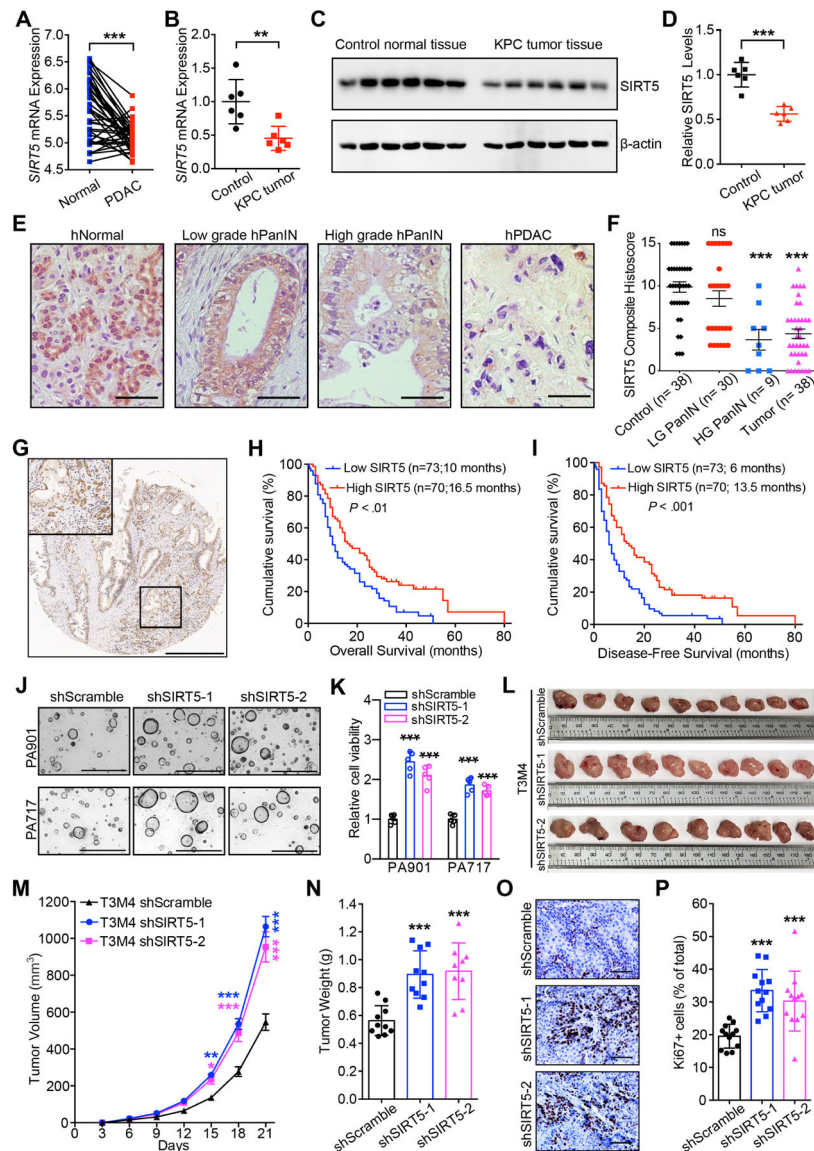 A
***
SIRT5 mRNA Expression
6.5
6.0
5.5
5.0
4.5
Normal
PDAC
B
**
SIRT5 mRNA Expression
2.0
1.5
1.0
0.5
0.0
Control
KPC tumor
C
Control normal tissue
KPC tumor tissue
SIRT5
β-actin
D
***
Relative SIRT5 Levels
1.5
1.0
0.5
0.0
Control
KPC tumor
E
hNormal
Low grade hPanIN
High grade hPanIN
hPDAC
F
SIRT5 Composite Histoscore
15
10
5
0
ns
***
***
Control (n= 38)
LG PanIN (n= 30)
HG PanIN (n= 9)
Tumor (n= 38)
G
H
Cumulative survival (%)
100
80
60
40
20
0
Low SIRT5 (n=73;10 months)
High SIRT5 (n=70;16.5 months)
P < .01
0 20 40 60 80
Overall Survival (months)
I
Cumulative survival (%)
100
80
60
40
20
0
Low SIRT5 (n=73; 6 months)
High SIRT5 (n=70; 13.5 months)
P < .001
0 20 40 60 80
Disease-Free Survival (months)
J
shScramble
shSIRT5-1
shSIRT5-2
PA901
PA717
K
shScramble
shSIRT5-1
shSIRT5-2
Relative cell viability
4
3
2
1
0
***
***
***
***
PA901
PA717
L
T3M4
shScramble
shSIRT5-1
shSIRT5-2
M
Tumor Volume (mm3)
1200
1000
800
600
400
200
0
T3M4 shScramble
T3M4 shSIRT5-1
T3M4 shSIRT5-2
**
*
***
***
***
***
3 6 9 12 15 18 21
Days
N
Tumor Weight (g)
1.4
1.2
1.0
0.8
0.6
0.4
0.2
0.0
***
***
shScramble
shSIRT5-1
shSIRT5-2
O
shScramble
shSIRT5-1
shSIRT5-2
P
Ki67+ cells (% of total)
60
50
40
30
20
10
0
***
***
shScramble
shSIRT5-1
shSIRT5-2